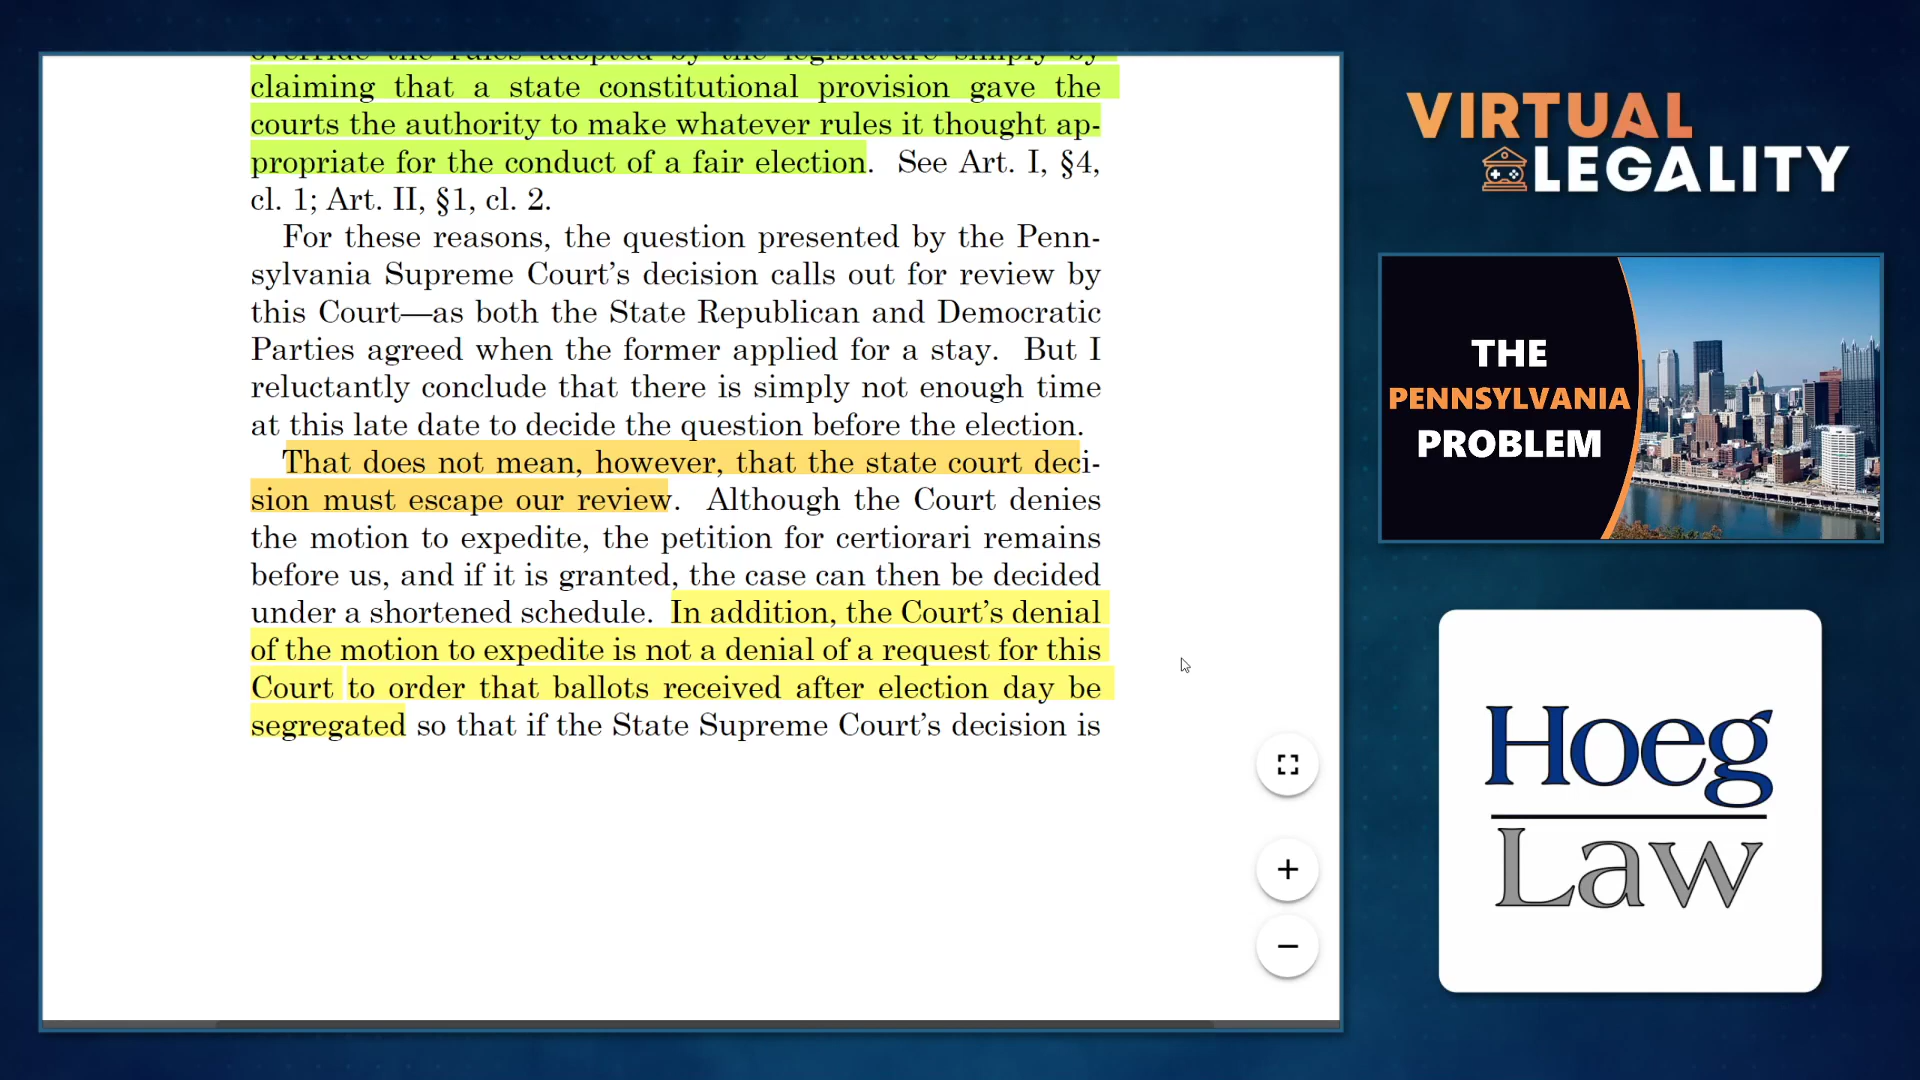 override the rules adopted by the legislature simply by
claiming that a state constitutional provision gave the
courts the authority to make whatever rules it thought ap-
propriate for the conduct of a fair election. See Art. I, §4,
cl. 1; Art. II, §1, cl. 2.
For these reasons, the question presented by the Penn-
sylvania Supreme Court’s decision calls out for review by
this Court—as both the State Republican and Democratic
Parties agreed when the former applied for a stay. But I
reluctantly conclude that there is simply not enough time
at this late date to decide the question before the election.
That does not mean, however, that the state court deci-
sion must escape our review. Although the Court denies
the motion to expedite, the petition for certiorari remains
before us, and if it is granted, the case can then be decided
under a shortened schedule. In addition, the Court’s denial
of the motion to expedite is not a denial of a request for this
Court to order that ballots received after election day be
segregated so that if the State Supreme Court’s decision is
VIRTUAL
LEGALITY
THE
PENNSYLVANIA
PROBLEM
Hoeg
Law